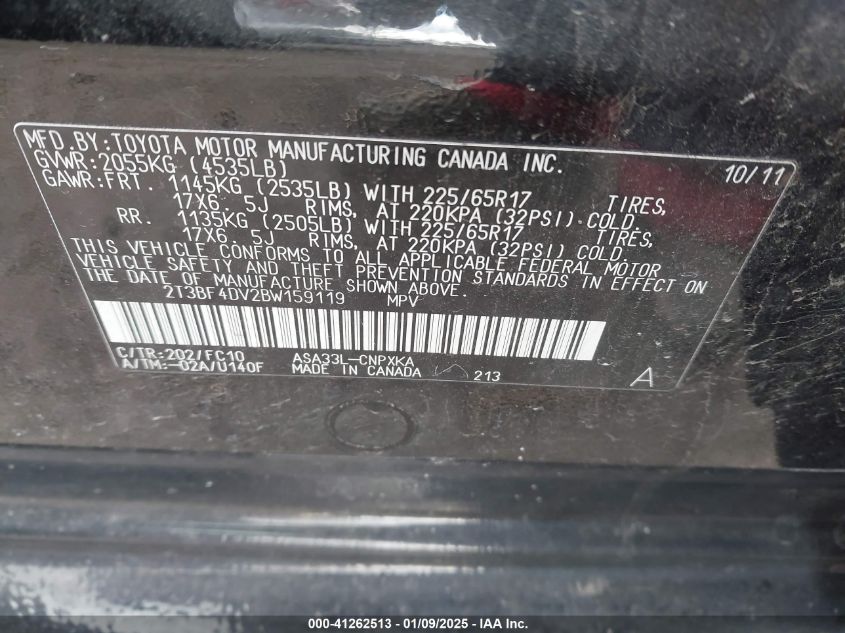 MFD.BY:TOYOTA MOTOR MANUFACTURING CANADA INC.
GVWR:2055KG (4535LB) 10/11
GAWR:FRT. 1145KG (2535LB) WITH 225/65R17 TIRES,
17X6.5J RIMS, AT 220KPA (32PSI) COLD,
RR. 1135KG (2505LB) WITH 225/65R17 TIRES,
17X6.5J RIMS, AT 220KPA (32PSI) COLD.
THIS VEHICLE CONFORMS TO ALL APPLICABLE FEDERAL MOTOR
VEHICLE SAFETY AND THEFT PREVENTION STANDARDS IN EFFECT ON
THE DATE OF MANUFACTURE SHOWN ABOVE.
2T3BF4DV2BW159119 MPV
C/TR:202/FC10 ASA33L-CNPXKA
A/TM:-02A/U140F MADE IN CANADA 213 A
000-41262513 - 01/09/2025 - IAA Inc.